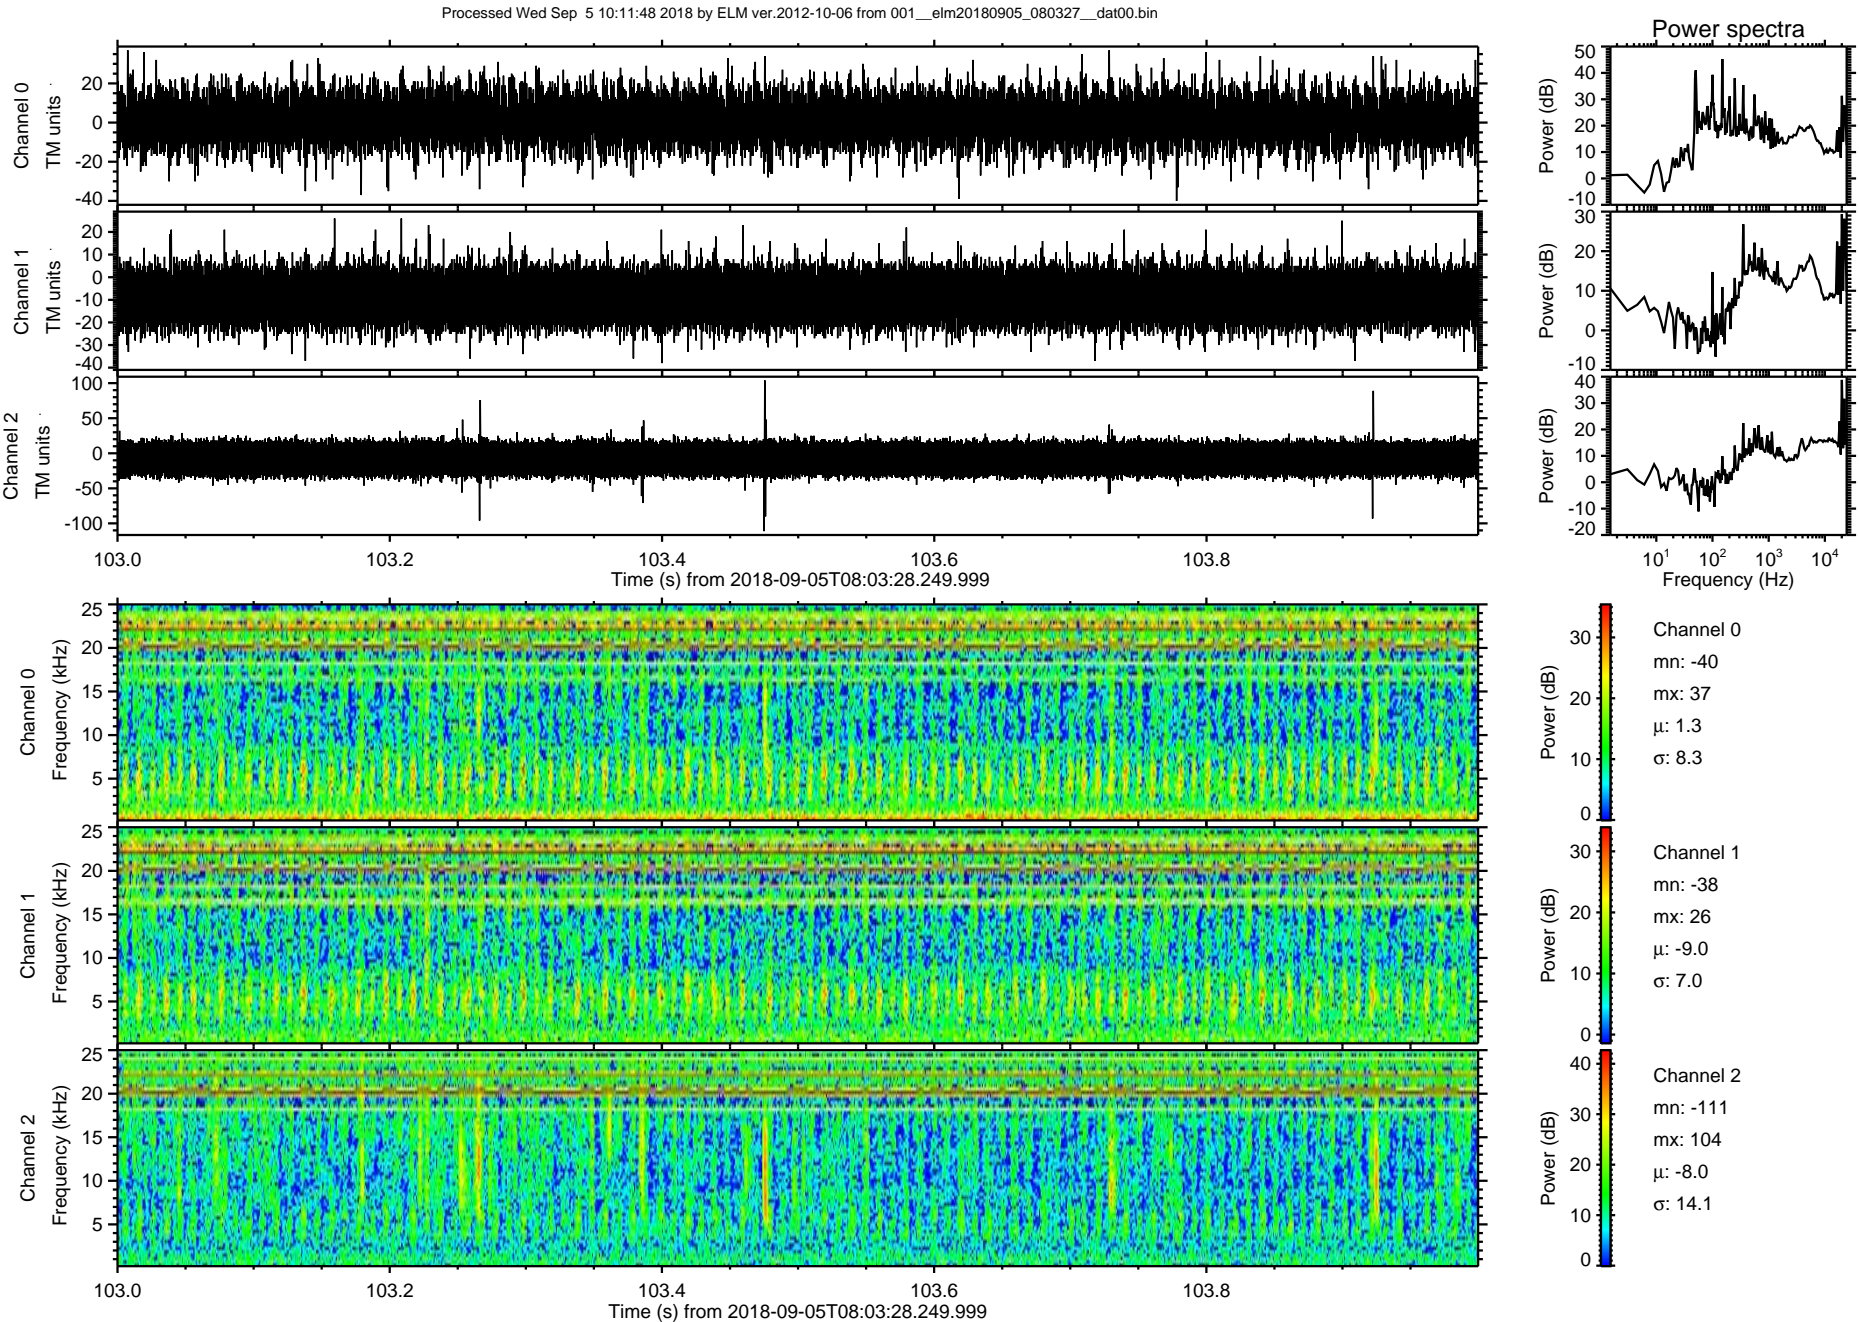 Processed Wed Sep  5 10:11:48 2018 by ELM ver.2012-10-06 from 001__elm20180905_080327__dat00.bin
Power spectra
Channel 0
TM units
20
0
-20
-40
Power (dB)
50
40
30
20
10
0
-10
Channel 1
TM units
20
10
0
-10
-20
-30
-40
Power (dB)
30
20
10
0
-10
Channel 2
TM units
100
50
0
-50
-100
Power (dB)
40
30
20
10
0
-10
-20
103.0 103.2 103.4 103.6 103.8
Time (s) from 2018-09-05T08:03:28.249.999
10^1 10^2 10^3 10^4
Frequency (Hz)
Channel 0
Frequency (kHz)
25
20
15
10
5
Power (dB)
30
20
10
0
Channel 0
mn: -40
mx: 37
μ: 1.3
σ: 8.3
Channel 1
Frequency (kHz)
25
20
15
10
5
Power (dB)
30
20
10
0
Channel 1
mn: -38
mx: 26
μ: -9.0
σ: 7.0
Channel 2
Frequency (kHz)
25
20
15
10
5
Power (dB)
40
30
20
10
0
Channel 2
mn: -111
mx: 104
μ: -8.0
σ: 14.1
103.0 103.2 103.4 103.6 103.8
Time (s) from 2018-09-05T08:03:28.249.999